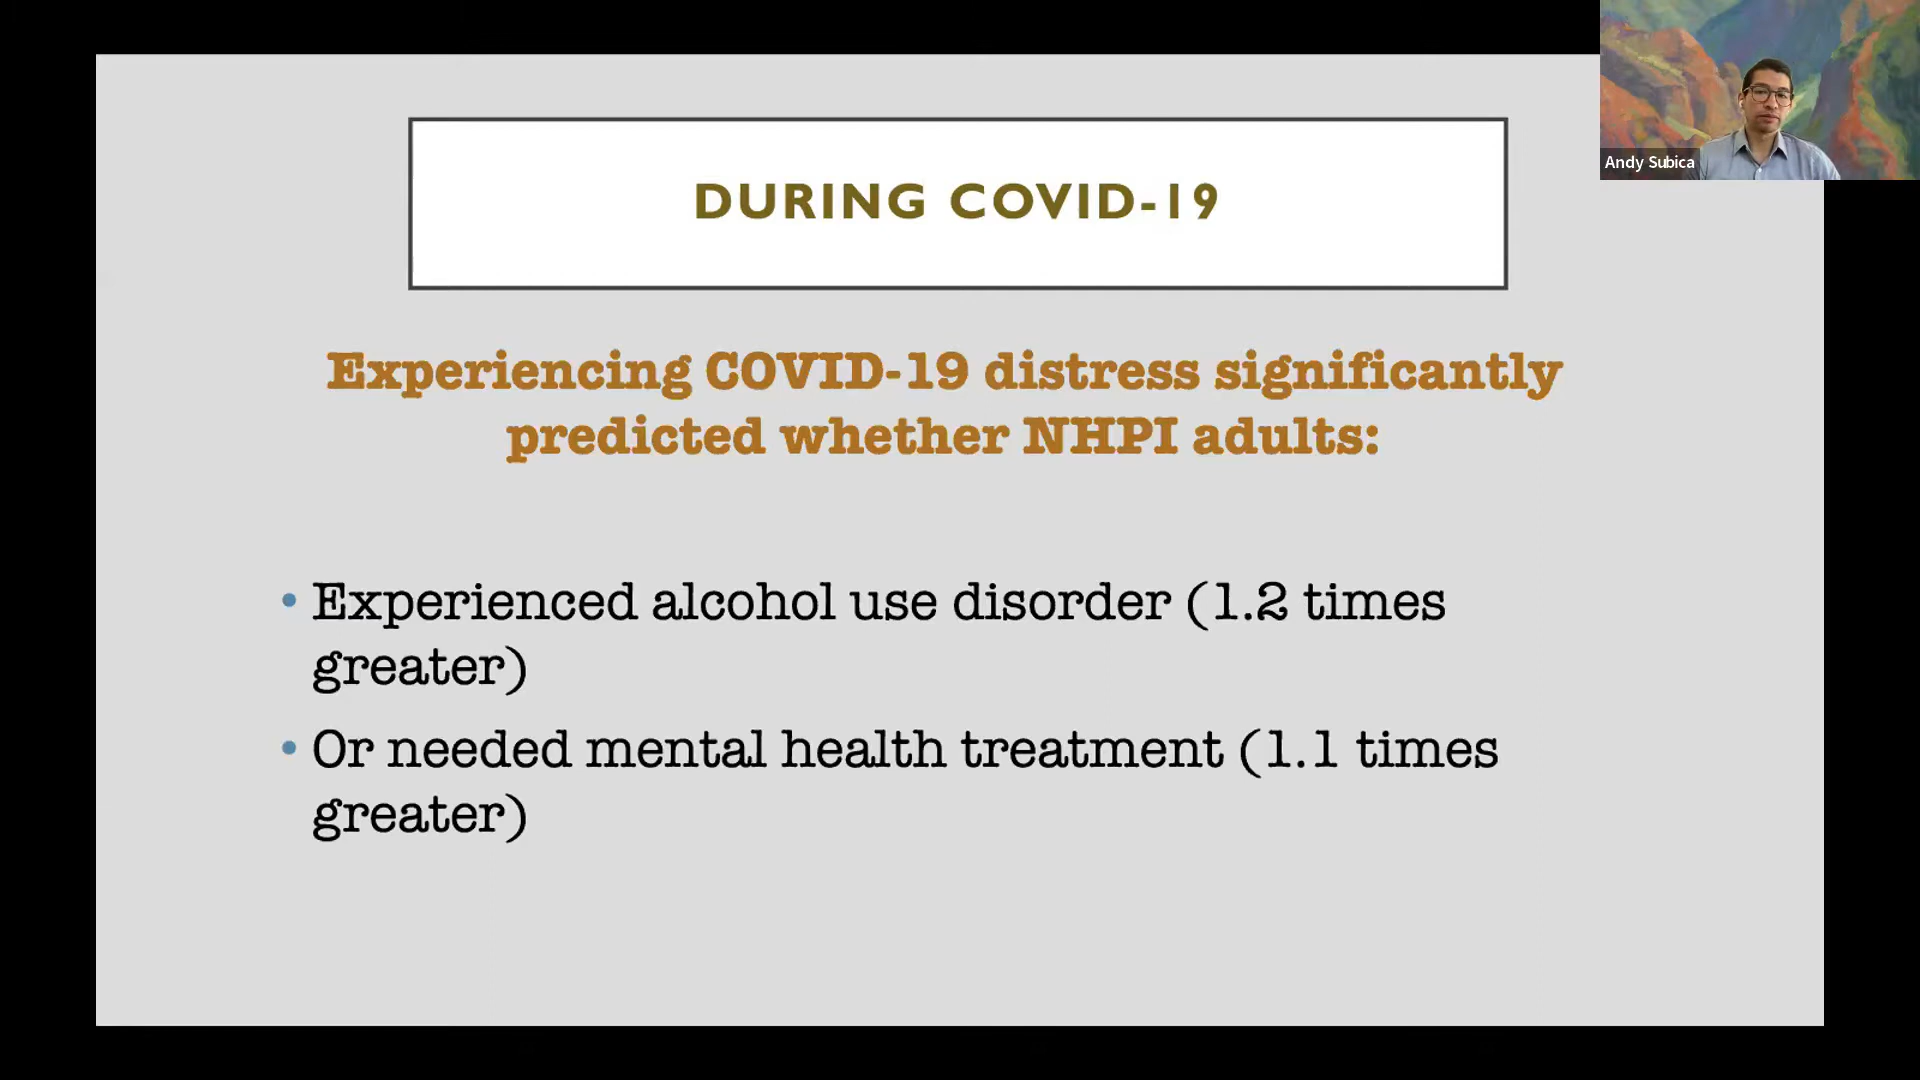 DURING COVID-19
Andy Subica
Experiencing COVID-19 distress significantly
predicted whether NHPI adults:
• Experienced alcohol use disorder (1.2 times
greater)
• Or needed mental health treatment (1.1 times
greater)